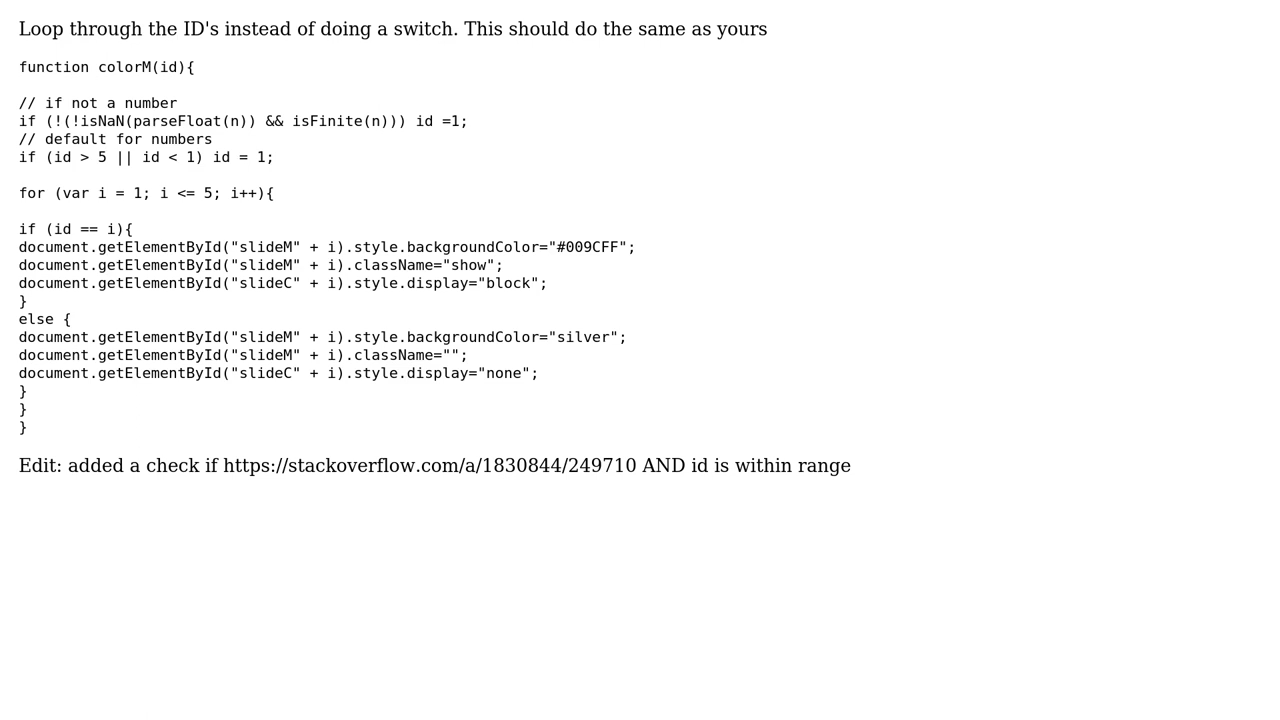 Loop through the ID's instead of doing a switch. This should do the same as yours
function colorM(id){
// if not a number
if (!(!isNaN(parseFloat(n)) && isFinite(n))) id =1;
// default for numbers
if (id > 5 || id < 1) id = 1;
for (var i = 1; i <= 5; i++){
if (id == i){
document.getElementById("slideM" + i).style.backgroundColor="#009CFF";
document.getElementById("slideM" + i).className="show";
document.getElementById("slideC" + i).style.display="block";
}
else {
document.getElementById("slideM" + i).style.backgroundColor="silver";
document.getElementById("slideM" + i).className="";
document.getElementById("slideC" + i).style.display="none";
}
}
}
Edit: added a check if https://stackoverflow.com/a/1830844/249710 AND id is within range